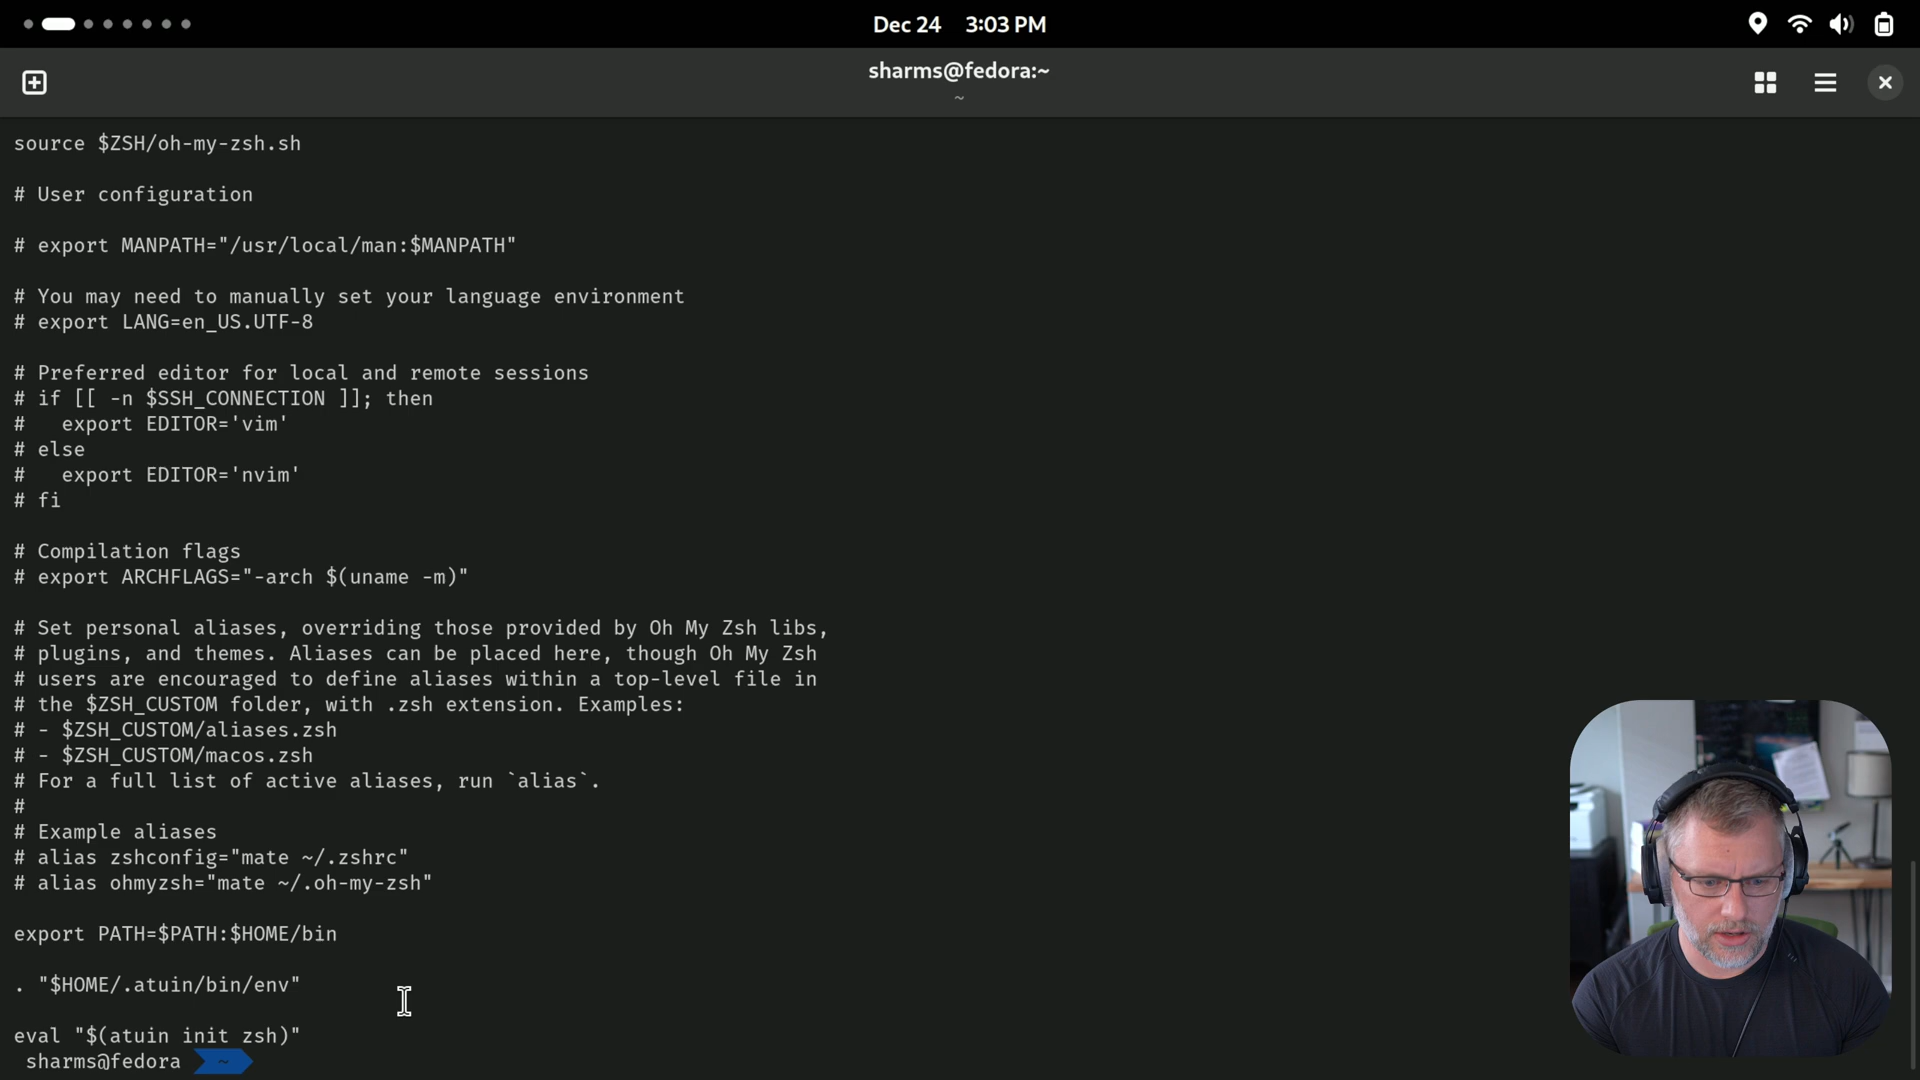 Dec 24 3:03 PM
sharms@fedora:~
~
source $ZSH/oh-my-zsh.sh
# User configuration
# export MANPATH="/usr/local/man:$MANPATH"
# You may need to manually set your language environment
# export LANG=en_US.UTF-8
# Preferred editor for local and remote sessions
# if [[ -n $SSH_CONNECTION ]]; then
#   export EDITOR='vim'
# else
#   export EDITOR='nvim'
# fi
# Compilation flags
# export ARCHFLAGS="-arch $(uname -m)"
# Set personal aliases, overriding those provided by Oh My Zsh libs,
# plugins, and themes. Aliases can be placed here, though Oh My Zsh
# users are encouraged to define aliases within a top-level file in
# the $ZSH_CUSTOM folder, with .zsh extension. Examples:
# - $ZSH_CUSTOM/aliases.zsh
# - $ZSH_CUSTOM/macos.zsh
# For a full list of active aliases, run `alias`.
#
# Example aliases
# alias zshconfig="mate ~/.zshrc"
# alias ohmyzsh="mate ~/.oh-my-zsh"
export PATH=$PATH:$HOME/bin
. "$HOME/.atuin/bin/env"
eval "$(atuin init zsh)"
sharms@fedora ~